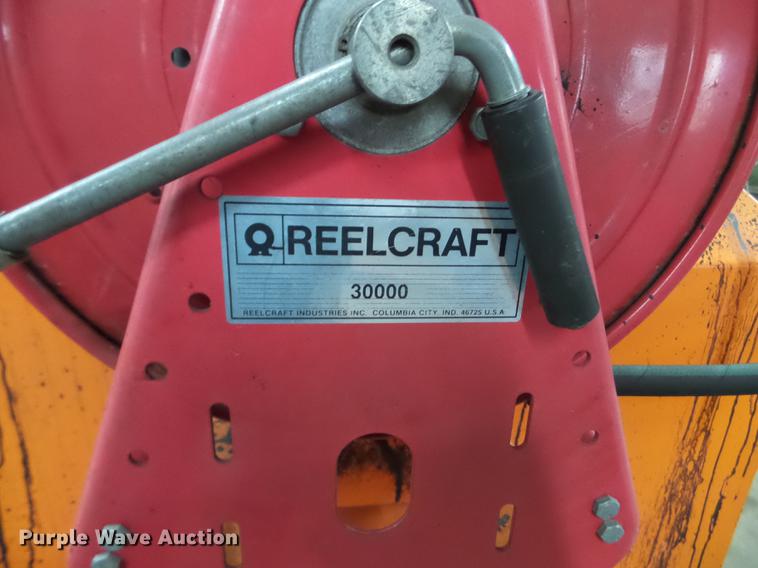 REELCRAFT
30000
REELCRAFT INDUSTRIES INC. COLUMBIA CITY, IND. 46725 U.S.A.
Purple Wave Auction